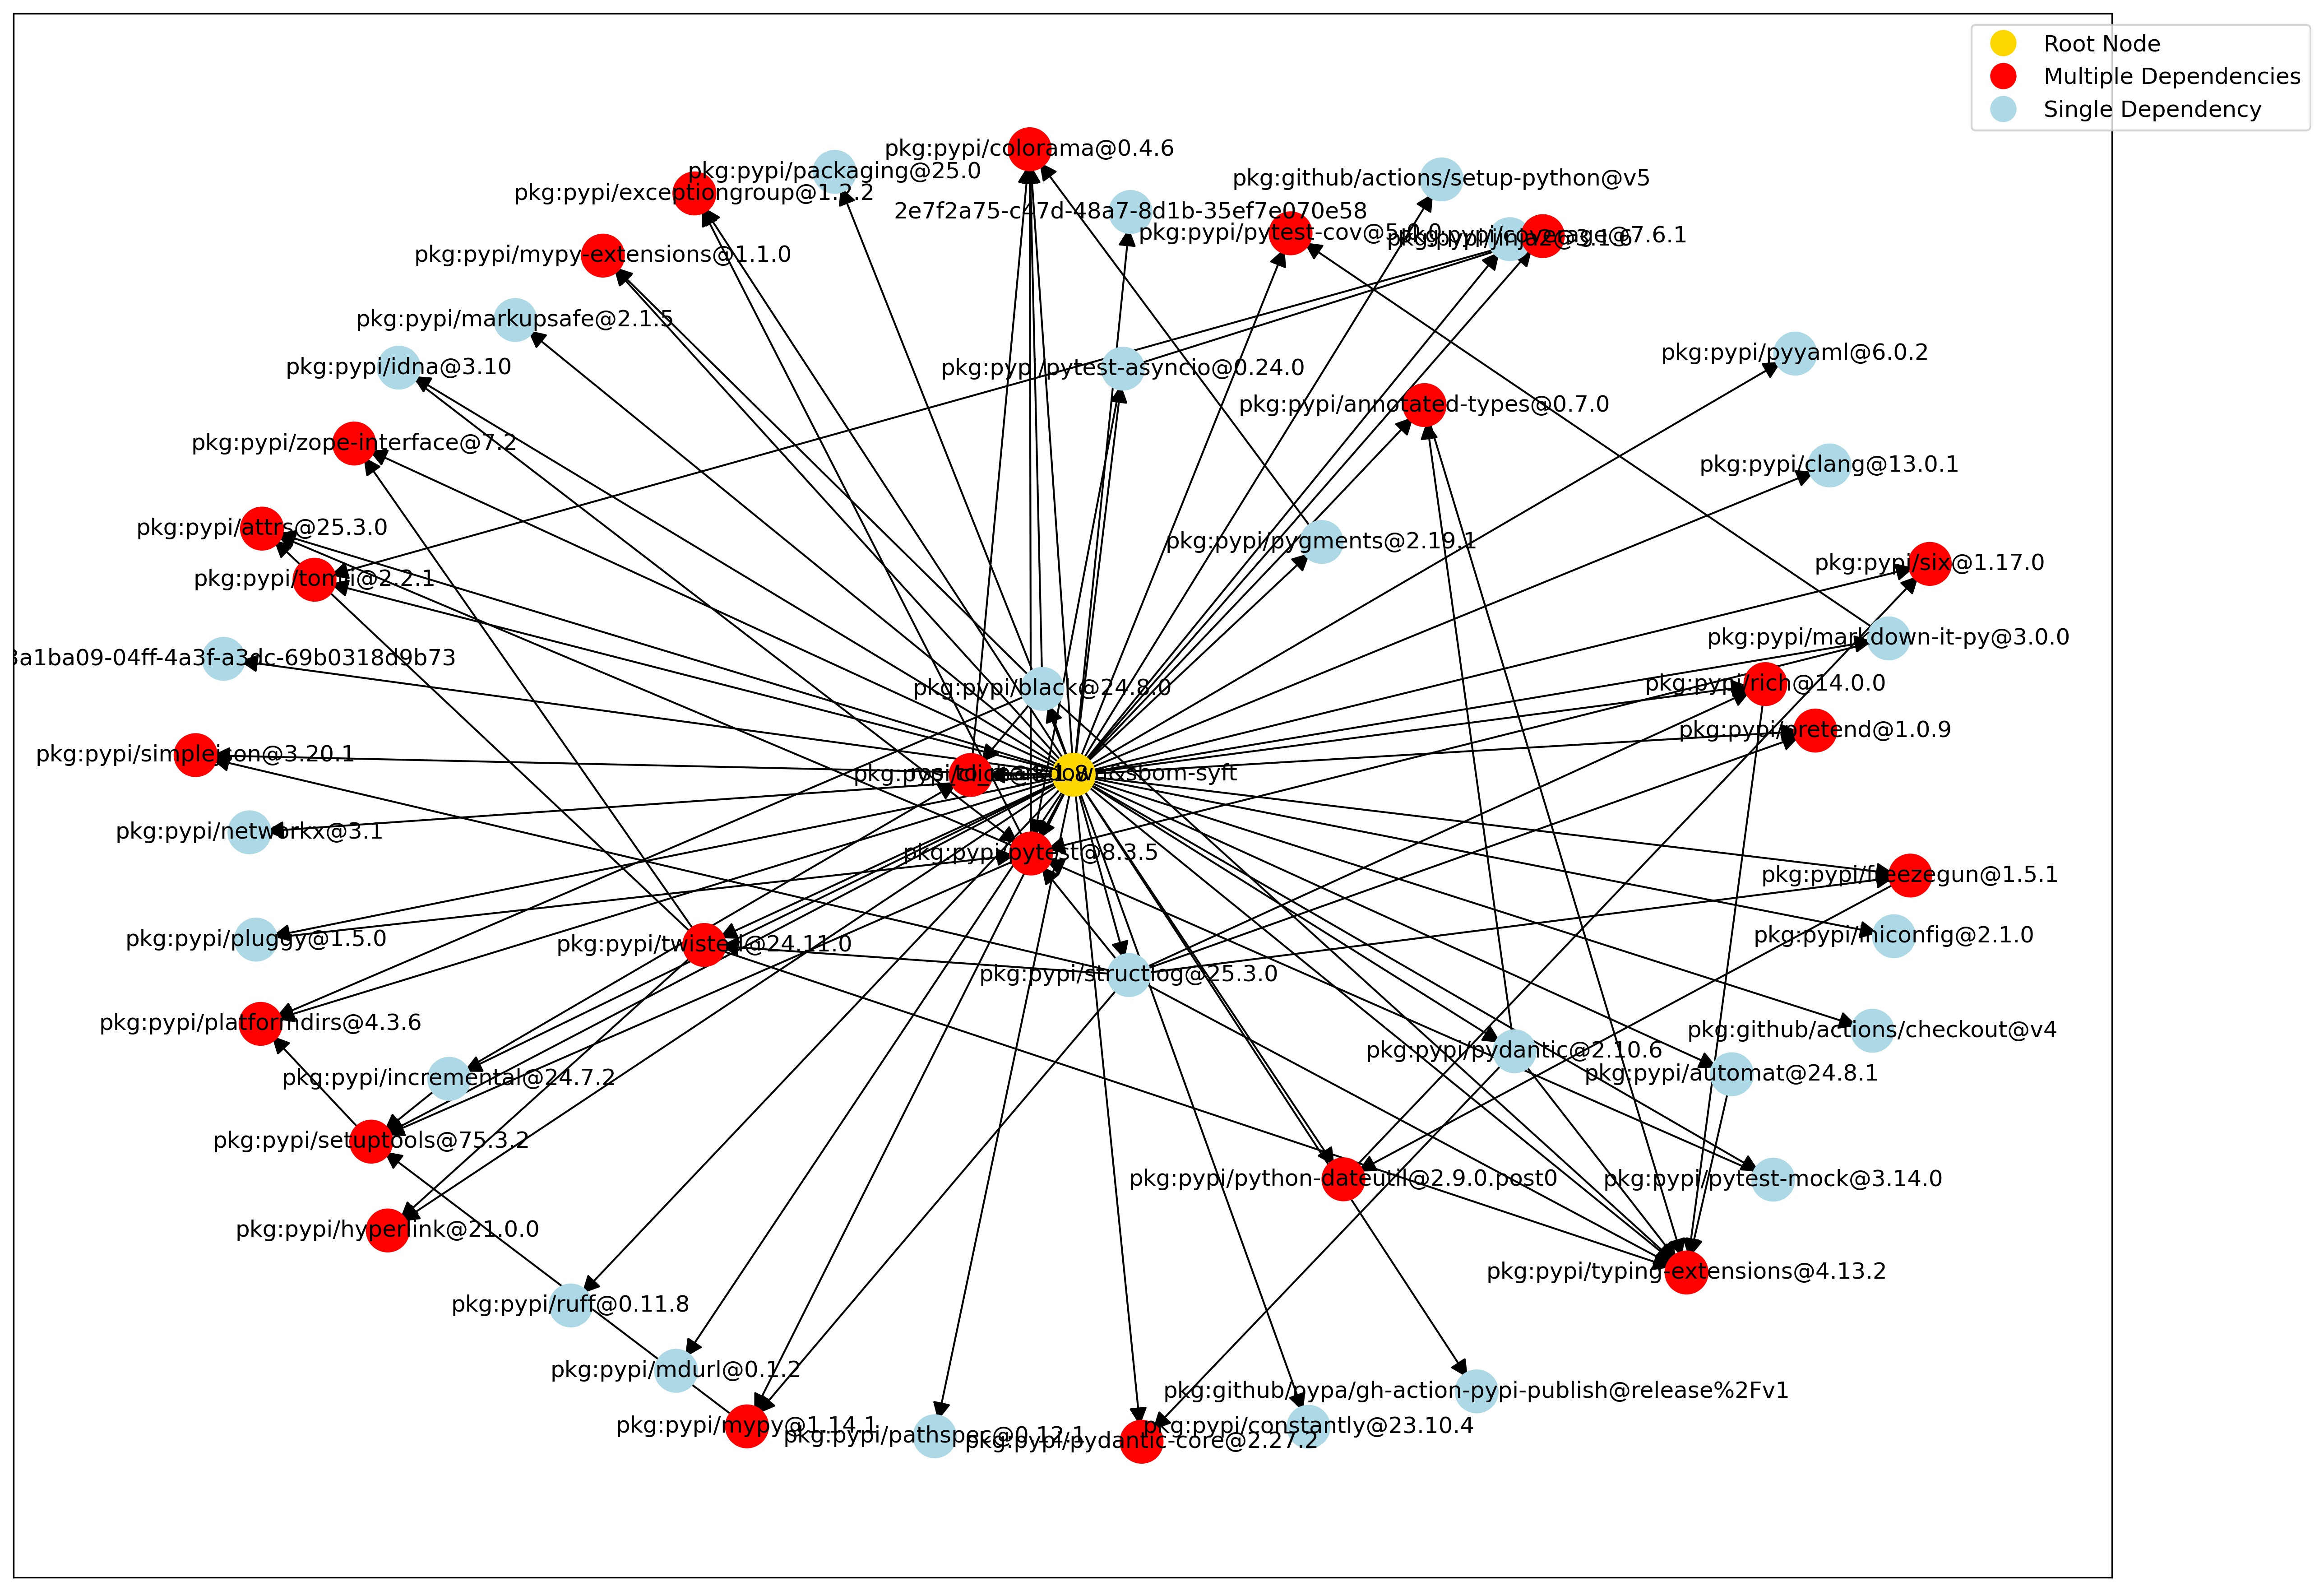 Root Node
Multiple Dependencies
Single Dependency
pkg:pypi/colorama@0.4.6
pkg:pypi/packaging@25.0
pkg:github/actions/setup-python@v5
pkg:pypi/exceptiongroup@1.2.2
2e7f2a75-c47d-48a7-8d1b-35ef7e070e58
pkg:pypi/pytest-cov@5.0.0
pkg:pypi/coverage@7.6.1
pkg:pypi/jinja2@3.1.6
pkg:pypi/mypy-extensions@1.1.0
pkg:pypi/markupsafe@2.1.5
pkg:pypi/pyyaml@6.0.2
pkg:pypi/idna@3.10
pkg:pypi/pytest-asyncio@0.24.0
pkg:pypi/annotated-types@0.7.0
pkg:pypi/zope-interface@7.2
pkg:pypi/clang@13.0.1
pkg:pypi/attrs@25.3.0
pkg:pypi/pygments@2.19.1
pkg:pypi/six@1.17.0
pkg:pypi/tomli@2.2.1
pkg:pypi/markdown-it-py@3.0.0
a1ba09-04ff-4a3f-a3dc-69b0318d9b73
pkg:pypi/rich@14.0.0
pkg:pypi/black@24.8.0
pkg:pypi/pretend@1.0.9
pkg:pypi/simplejson@3.20.1
pkg:pypi/networkx@3.1
pkg:pypi/pytest@8.3.5
pkg:pypi/freezegun@1.5.1
pkg:pypi/iniconfig@2.1.0
pkg:pypi/pluggy@1.5.0
pkg:pypi/twisted@24.11.0
pkg:pypi/structlog@25.3.0
pkg:pypi/platformdirs@4.3.6
pkg:github/actions/checkout@v4
pkg:pypi/pydantic@2.10.6
pkg:pypi/automat@24.8.1
pkg:pypi/incremental@24.7.2
pkg:pypi/setuptools@75.3.2
pkg:pypi/python-dateutil@2.9.0.post0
pkg:pypi/pytest-mock@3.14.0
pkg:pypi/hyperlink@21.0.0
pkg:pypi/typing-extensions@4.13.2
pkg:pypi/ruff@0.11.8
pkg:pypi/mdurl@0.1.2
pkg:github/pypa/gh-action-pypi-publish@release%2Fv1
pkg:pypi/mypy@1.14.1
pkg:pypi/constantly@23.10.4
pkg:pypi/pathspec@0.12.1
pkg:pypi/pydantic-core@2.27.2